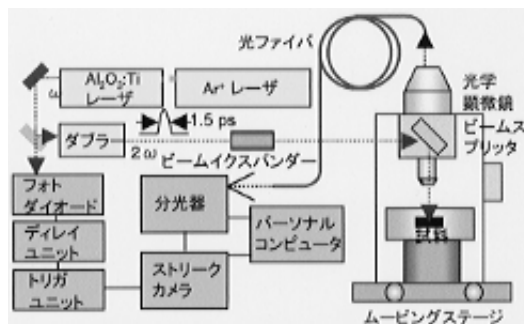 光ファイバ
Al₂O₂:Ti
レーザ
Ar⁺ レーザ
ω
光学
顕微鏡
ビームス
プリッタ
1.5 ps
ダブラ
2ω
ビームイクスパンダー
フォト
ダイオード
分光器
パーソナル
コンピュータ
ディレイ
ユニット
試料
トリガ
ユニット
ストリーク
カメラ
ムービングステージ